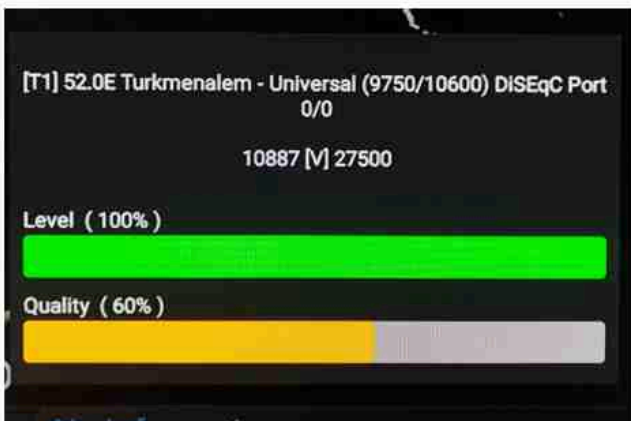 [T1] 52.0E Turkmenalem - Universal (9750/10600) DiSEqC Port
0/0
10887 [V] 27500
Level ( 100% )
Quality ( 60% )